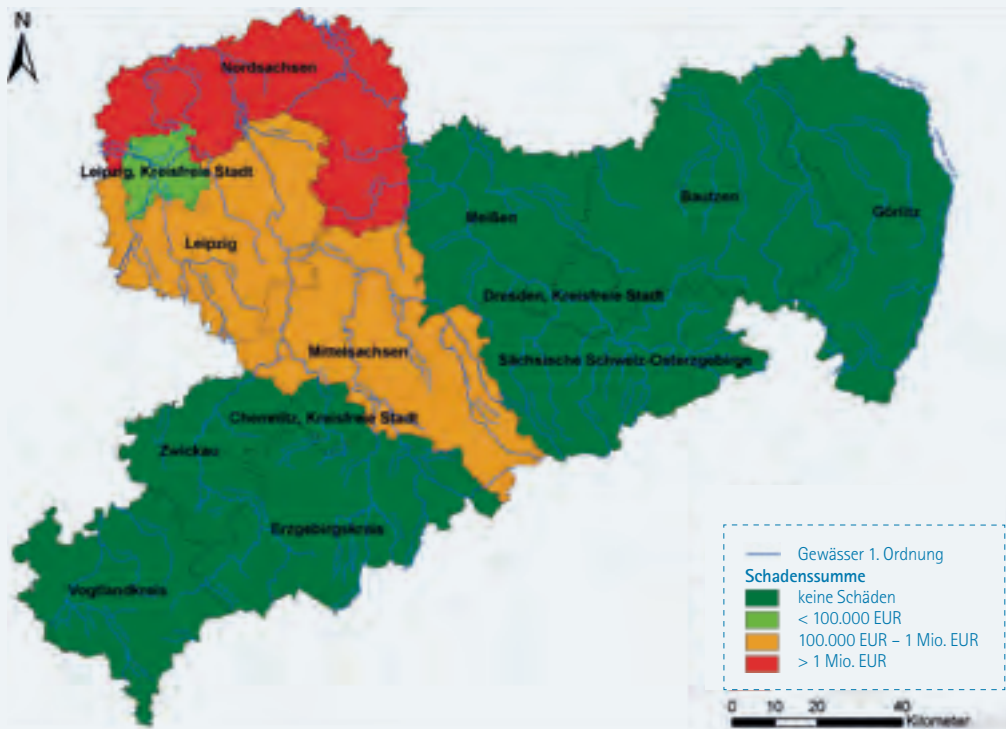 N
Nordsachsen
Leipzig, Kreisfreie Stadt
Bautzen
Meißen
Görlitz
Leipzig
Dresden, Kreisfreie Stadt
Mittelsachsen
Sächsische Schweiz-Osterzgebirge
Chemnitz, Kreisfreie Stadt
Zwickau
Erzgebirgskreis
Vogtlandkreis
Gewässer 1. Ordnung
Schadenssumme
keine Schäden
< 100.000 EUR
100.000 EUR – 1 Mio. EUR
> 1 Mio. EUR
0 10 20 40
Kilometer